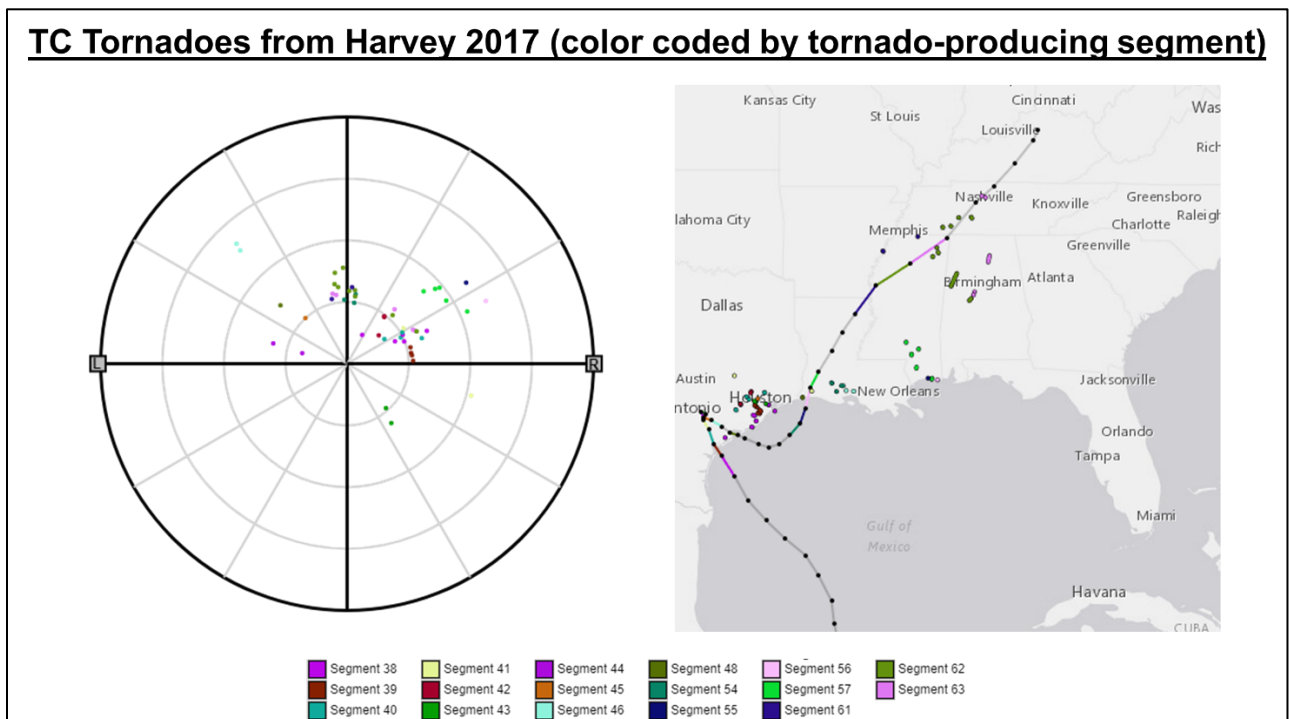 TC Tornadoes from Harvey 2017 (color coded by tornado-producing segment)
L
R
Kansas City
Cincinnati
St Louis
Was
Louisville
Rich
Nashville
Knoxville
Greensboro
lahoma City
Raleigh
Charlotte
Memphis
Greenville
Birmingham
Atlanta
Dallas
Austin
Jacksonville
New Orleans
Houston
ntonio
Orlando
Tampa
Miami
Gulf of
Mexico
Havana
CUBA
Segment 38
Segment 41
Segment 44
Segment 48
Segment 56
Segment 62
Segment 39
Segment 42
Segment 45
Segment 54
Segment 57
Segment 63
Segment 40
Segment 43
Segment 46
Segment 55
Segment 61